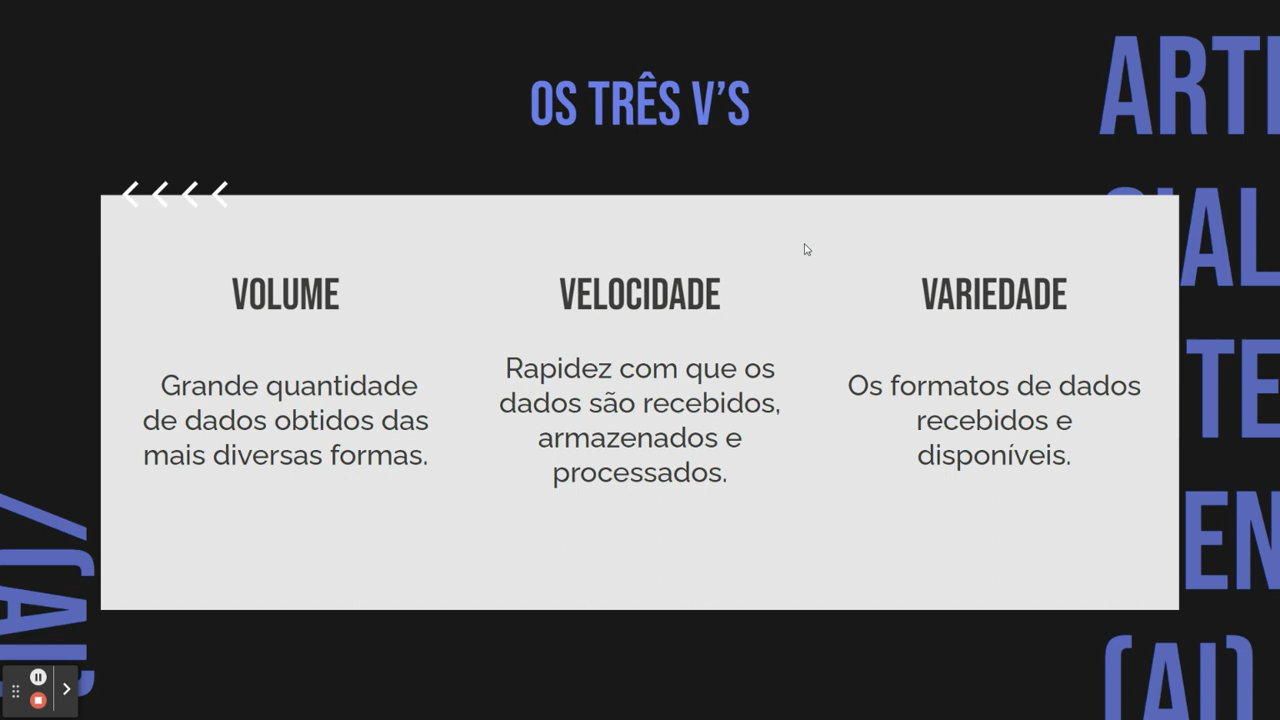 OS TRÊS V’S
VOLUME
Grande quantidade
de dados obtidos das
mais diversas formas.
VELOCIDADE
Rapidez com que os
dados são recebidos,
armazenados e
processados.
VARIEDADE
Os formatos de dados
recebidos e
disponíveis.
(AI)